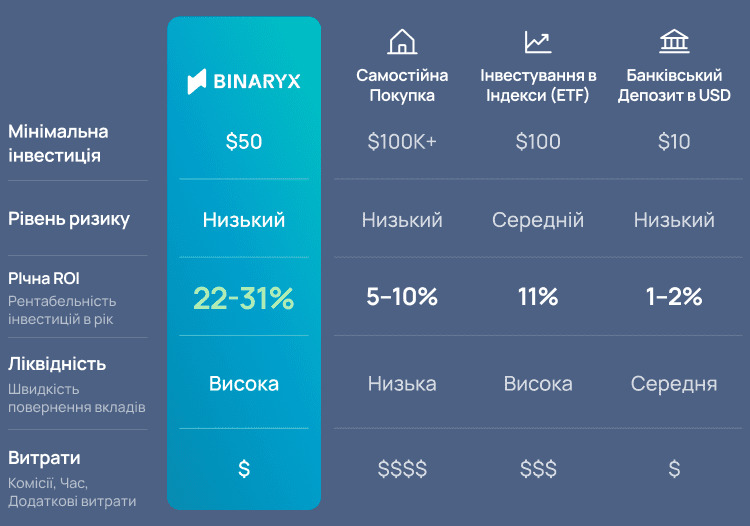 BINARYX
Самостійна
Покупка
Інвестування в
Індекси (ETF)
Банківський
Депозит в USD
Мінімальна
інвестиція
$50
$100K+
$100
$10
Рівень ризику
Низький
Низький
Середній
Низький
РІчна ROI
Рентабельність
інвестицій в рік
22-31%
5–10%
11%
1–2%
Ліквідність
Швидкість
повернення вкладів
Висока
Низька
Висока
Середня
Витрати
Комісії, Час,
Додаткові витрати
$
$$$$
$$$
$